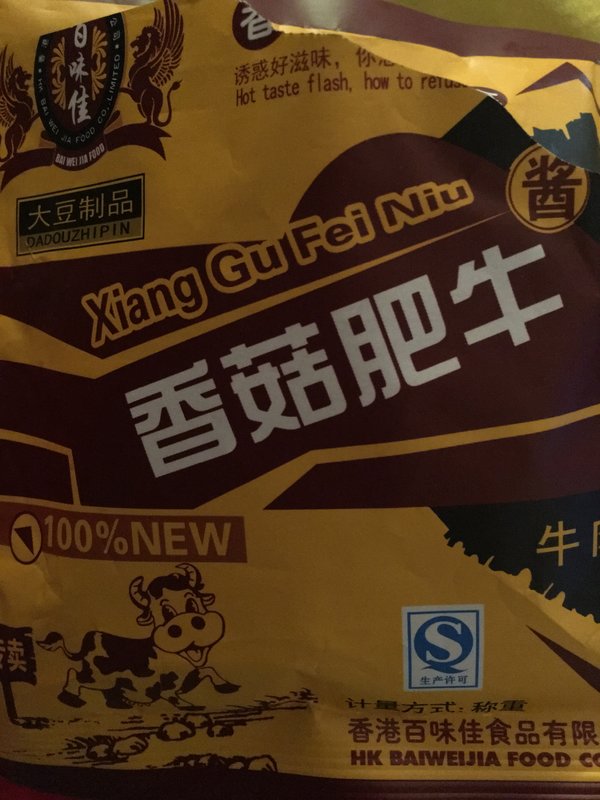 百味佳
HK BAI WEI JIA FOOD CO., LIMITED
BAI WEI JIA FOOD
诱惑好滋味，你
Hot taste flash, how to refus
大豆制品
DADOUZHIPIN
酱
Xiang Gu Fei Niu
香菇肥牛
100%NEW
牛
S
生产许可
计量方式:称重
香港百味佳食品有限
HK BAIWEIJIA FOOD CO